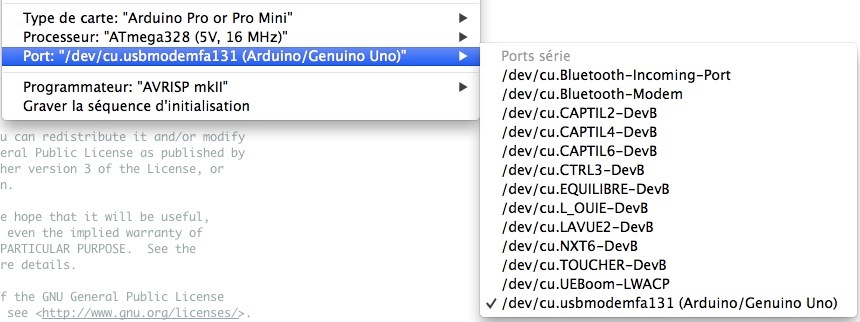 Type de carte: "Arduino Pro or Pro Mini"
Processeur: "ATmega328 (5V, 16 MHz)"
Port: "/dev/cu.usbmodemfa131 (Arduino/Genuino Uno)"
Programmateur: "AVRISP mkII"
Graver la séquence d'initialisation
Ports série
/dev/cu.Bluetooth-Incoming-Port
/dev/cu.Bluetooth-Modem
/dev/cu.CAPTIL2-DevB
/dev/cu.CAPTIL4-DevB
/dev/cu.CAPTIL6-DevB
/dev/cu.CTRL3-DevB
/dev/cu.EQUILIBRE-DevB
/dev/cu.L_OUIE-DevB
/dev/cu.LAVUE2-DevB
/dev/cu.NXT6-DevB
/dev/cu.TOUCHER-DevB
/dev/cu.UEBoom-LWACP
✓ /dev/cu.usbmodemfa131 (Arduino/Genuino Uno)
u can redistribute it and/or modify
eral Public License as published by
her version 3 of the License, or
n.
e hope that it will be useful,
even the implied warranty of
PARTICULAR PURPOSE.  See the
re details.
f the GNU General Public License
see <http://www.gnu.org/licenses/>.